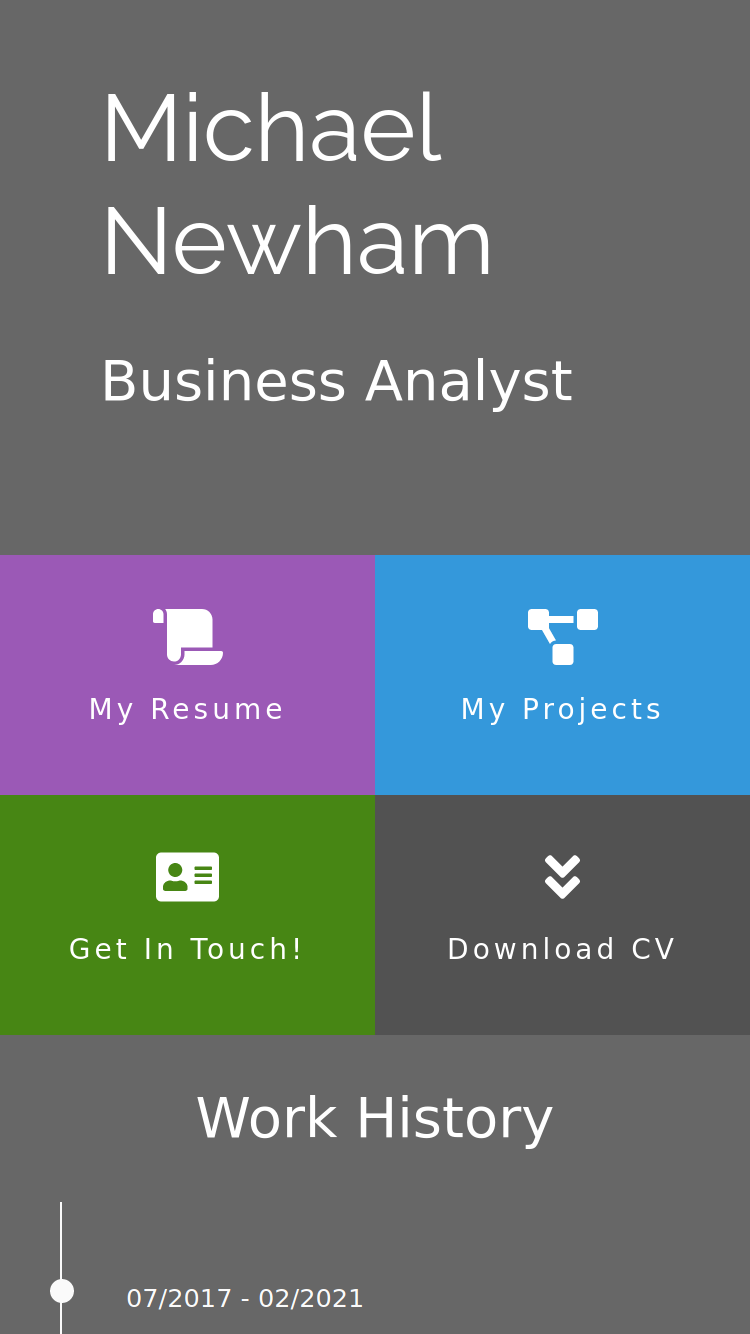 Michael
Newham
Business Analyst
My Resume
My Projects
Get In Touch!
Download CV
Work History
07/2017 - 02/2021